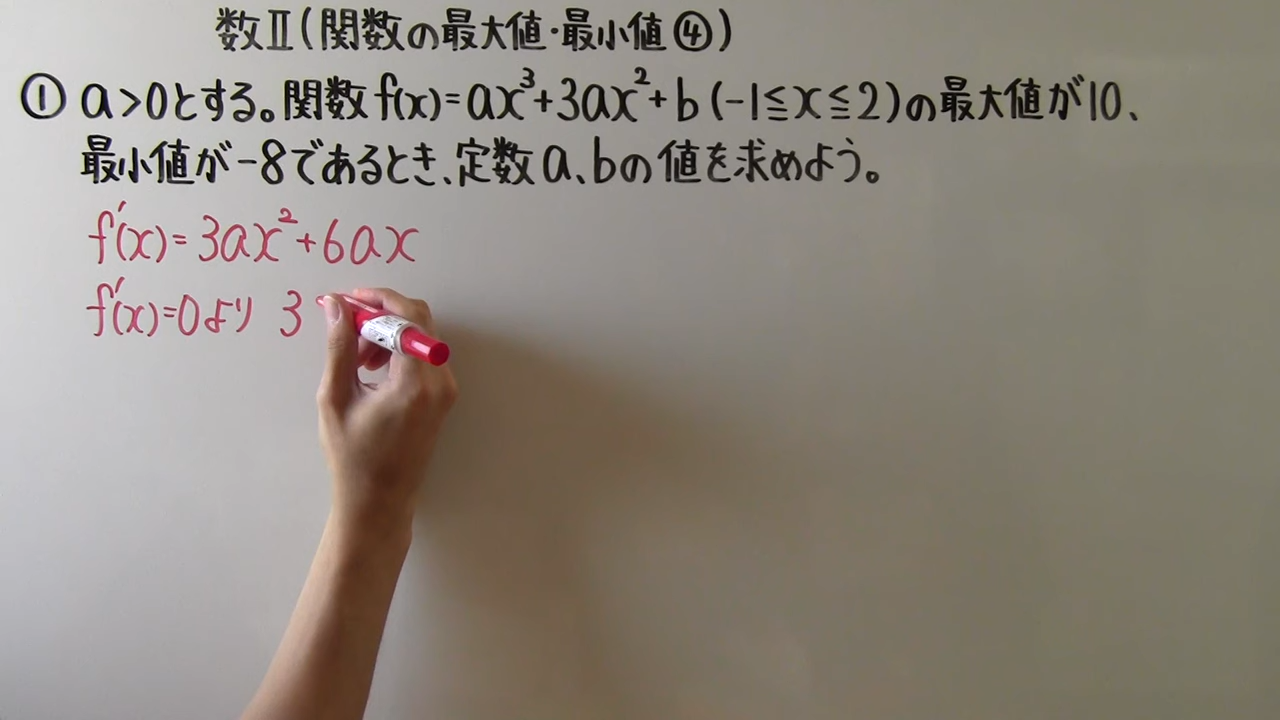 数Ⅱ(関数の最大値・最小値④)
① a>0とする。関数f(x)=ax³+3ax²+b (-1≦x≦2)の最大値が10、
最小値が-8であるとき、定数a、bの値を求めよう。
f'(x)=3ax²+6ax
f'(x)=0より 3